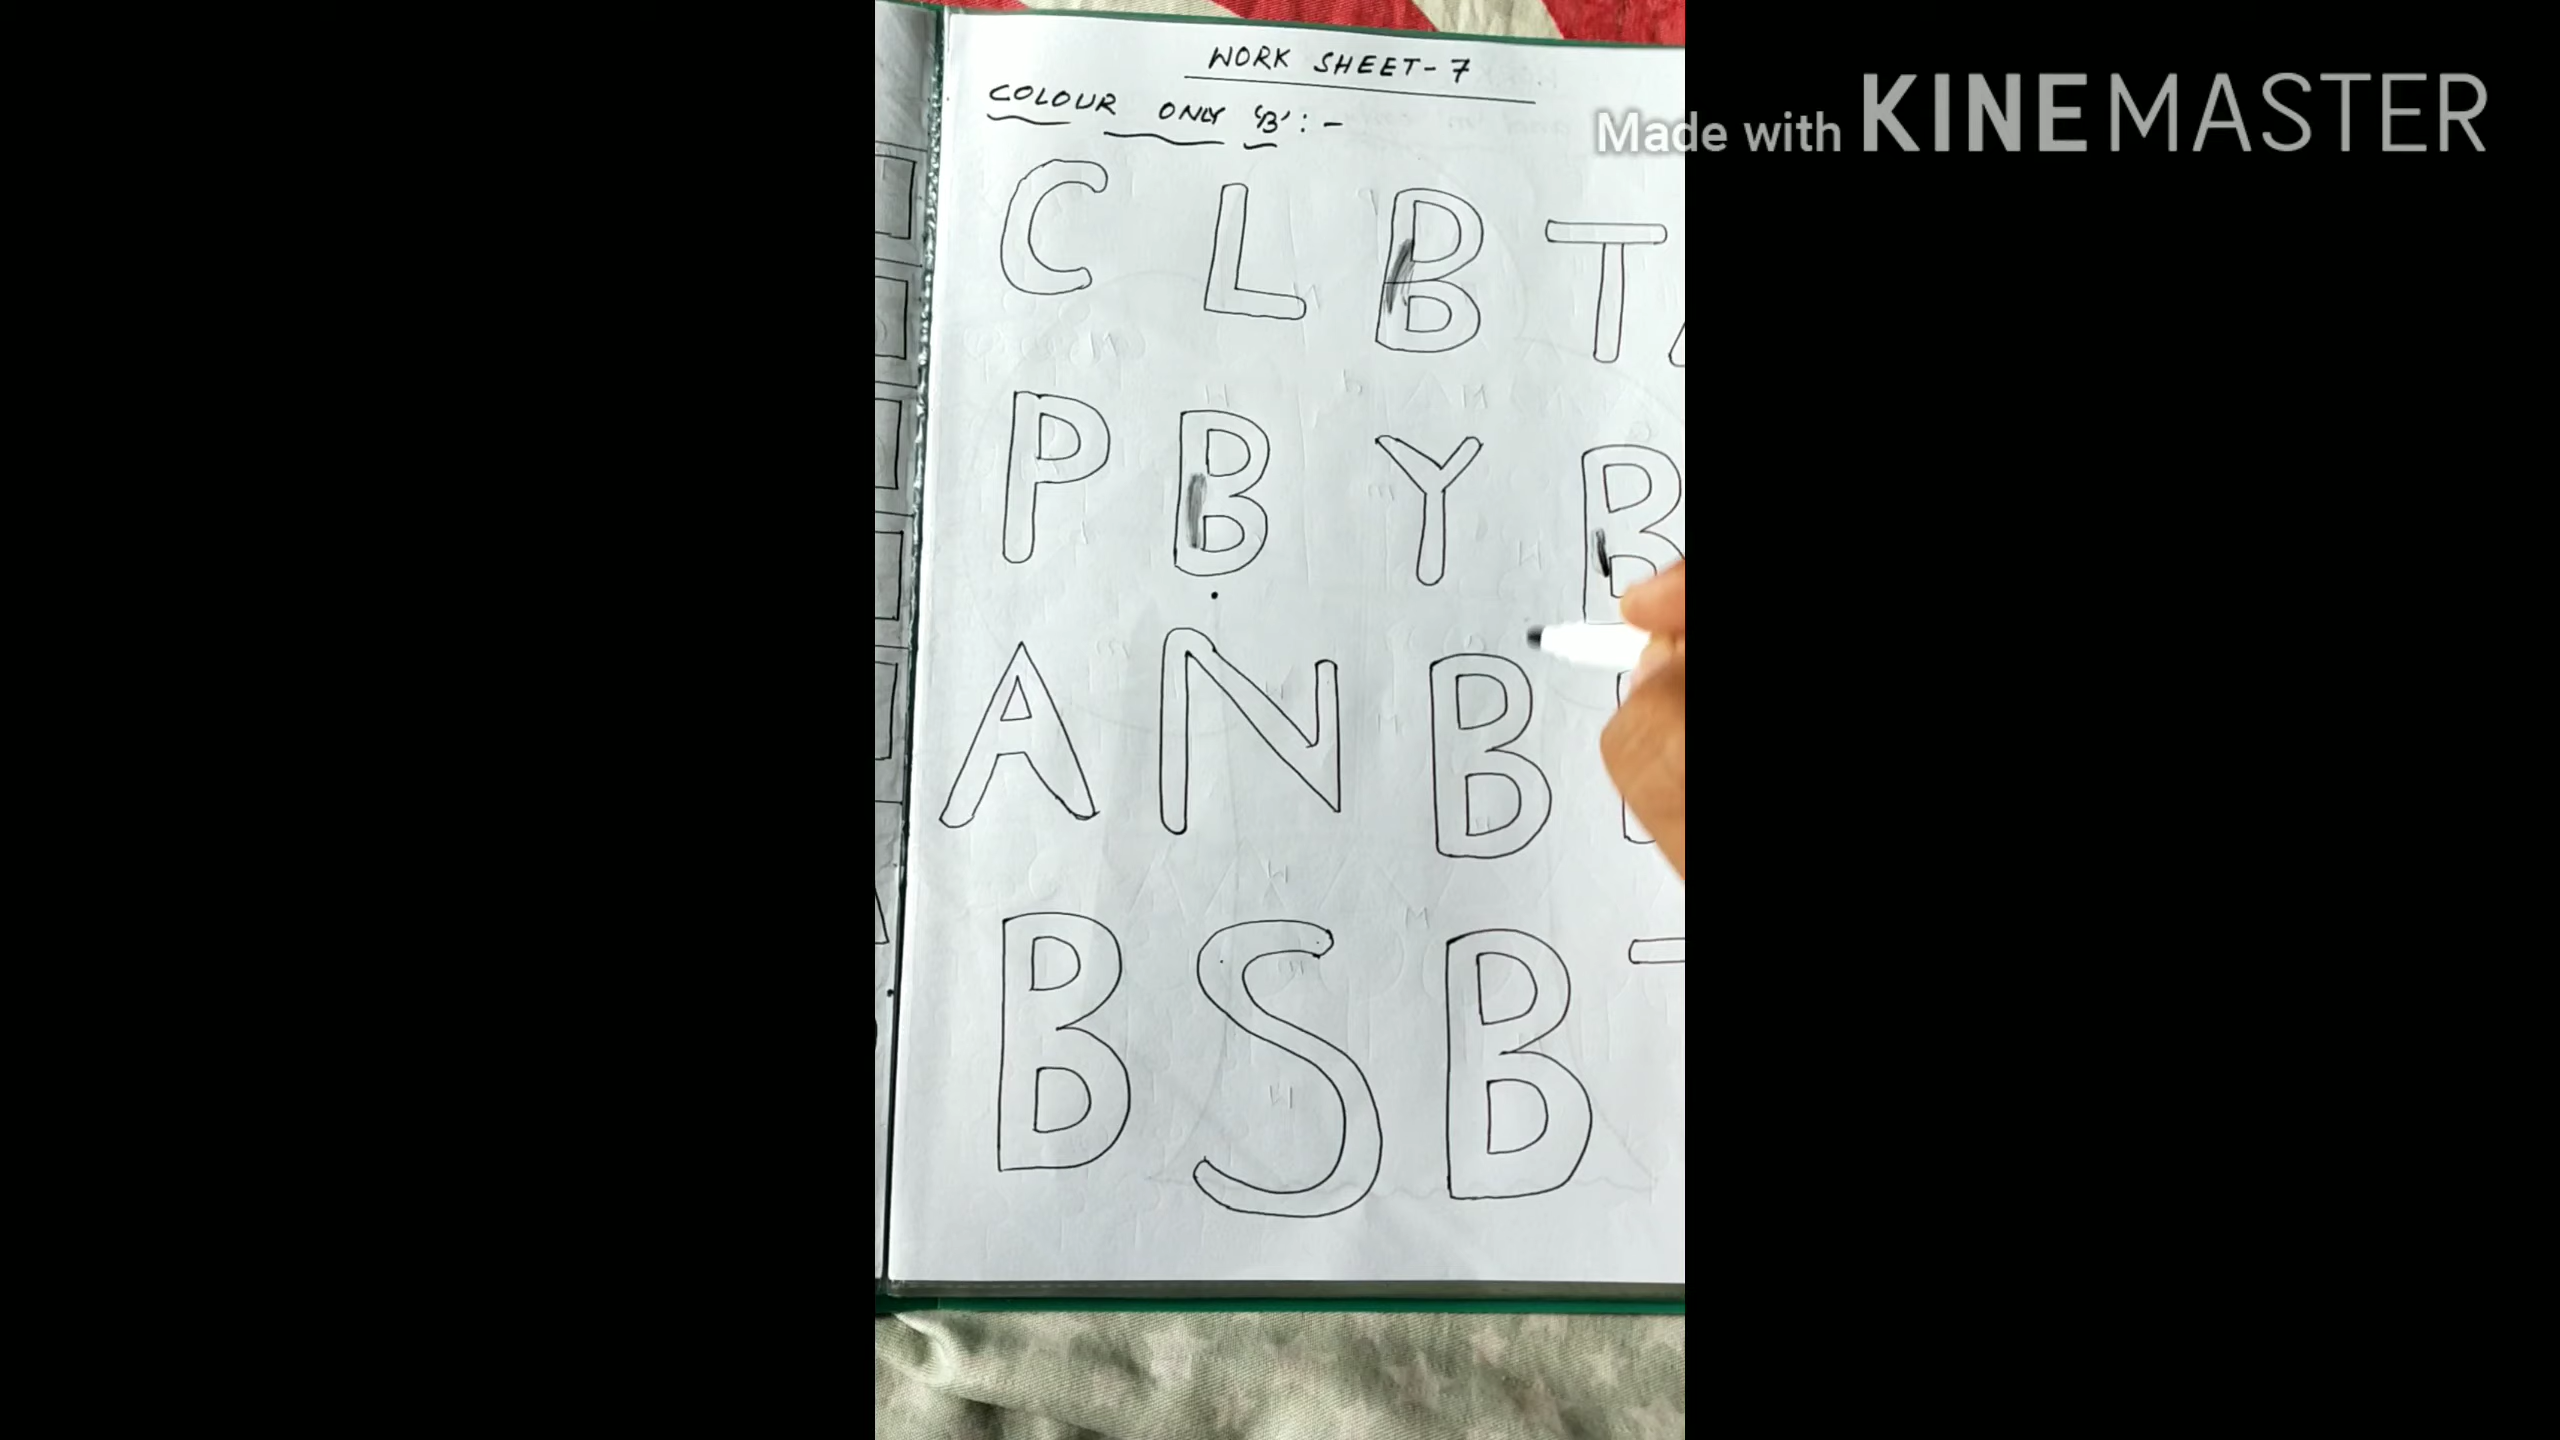 WORK SHEET-7
Made with KINEMASTER
COLOUR ONLY 'B':-
C L B T
P B Y B
A N B
B S B